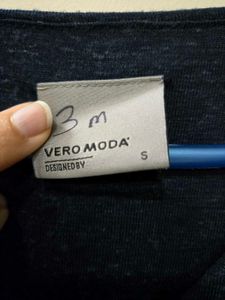 3 m
VERO MODA
DESIGNED BY
S